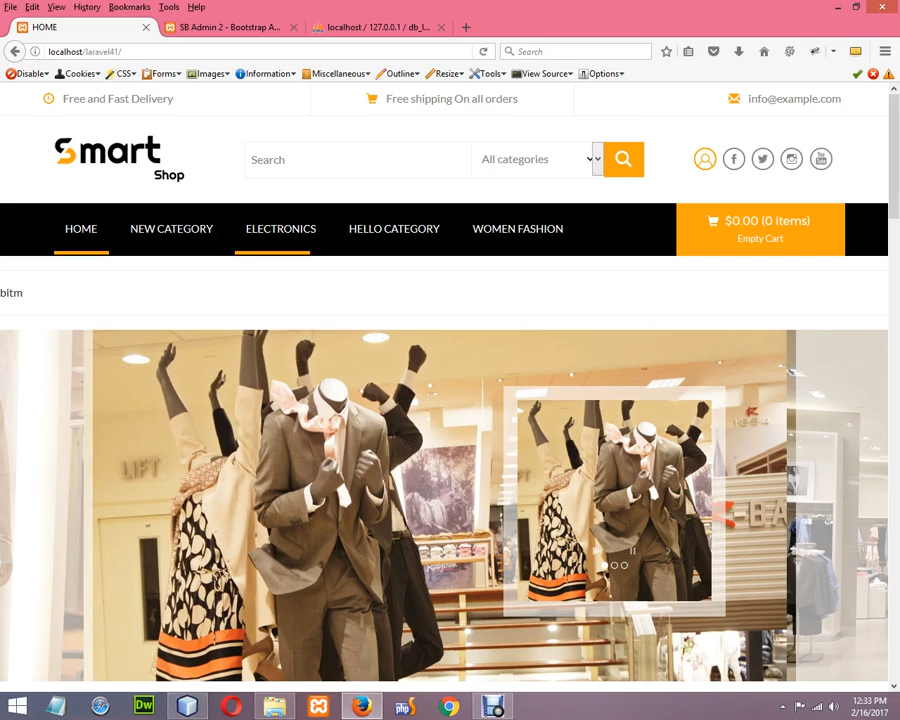 File Edit View History Bookmarks Tools Help
HOME
SB Admin 2 - Bootstrap A...
localhost / 127.0.0.1 / db_l...
localhost/laravel41/
Search
Disable Cookies CSS Forms Images Information Miscellaneous Outline Resize Tools View Source Options
Free and Fast Delivery
Free shipping On all orders
info@example.com
Smart
Shop
Search
All categories
HOME NEW CATEGORY ELECTRONICS HELLO CATEGORY WOMEN FASHION
$0.00 (0 items)
Empty Cart
bitm
LIFT
Dw
php
12:33 PM
2/16/2017